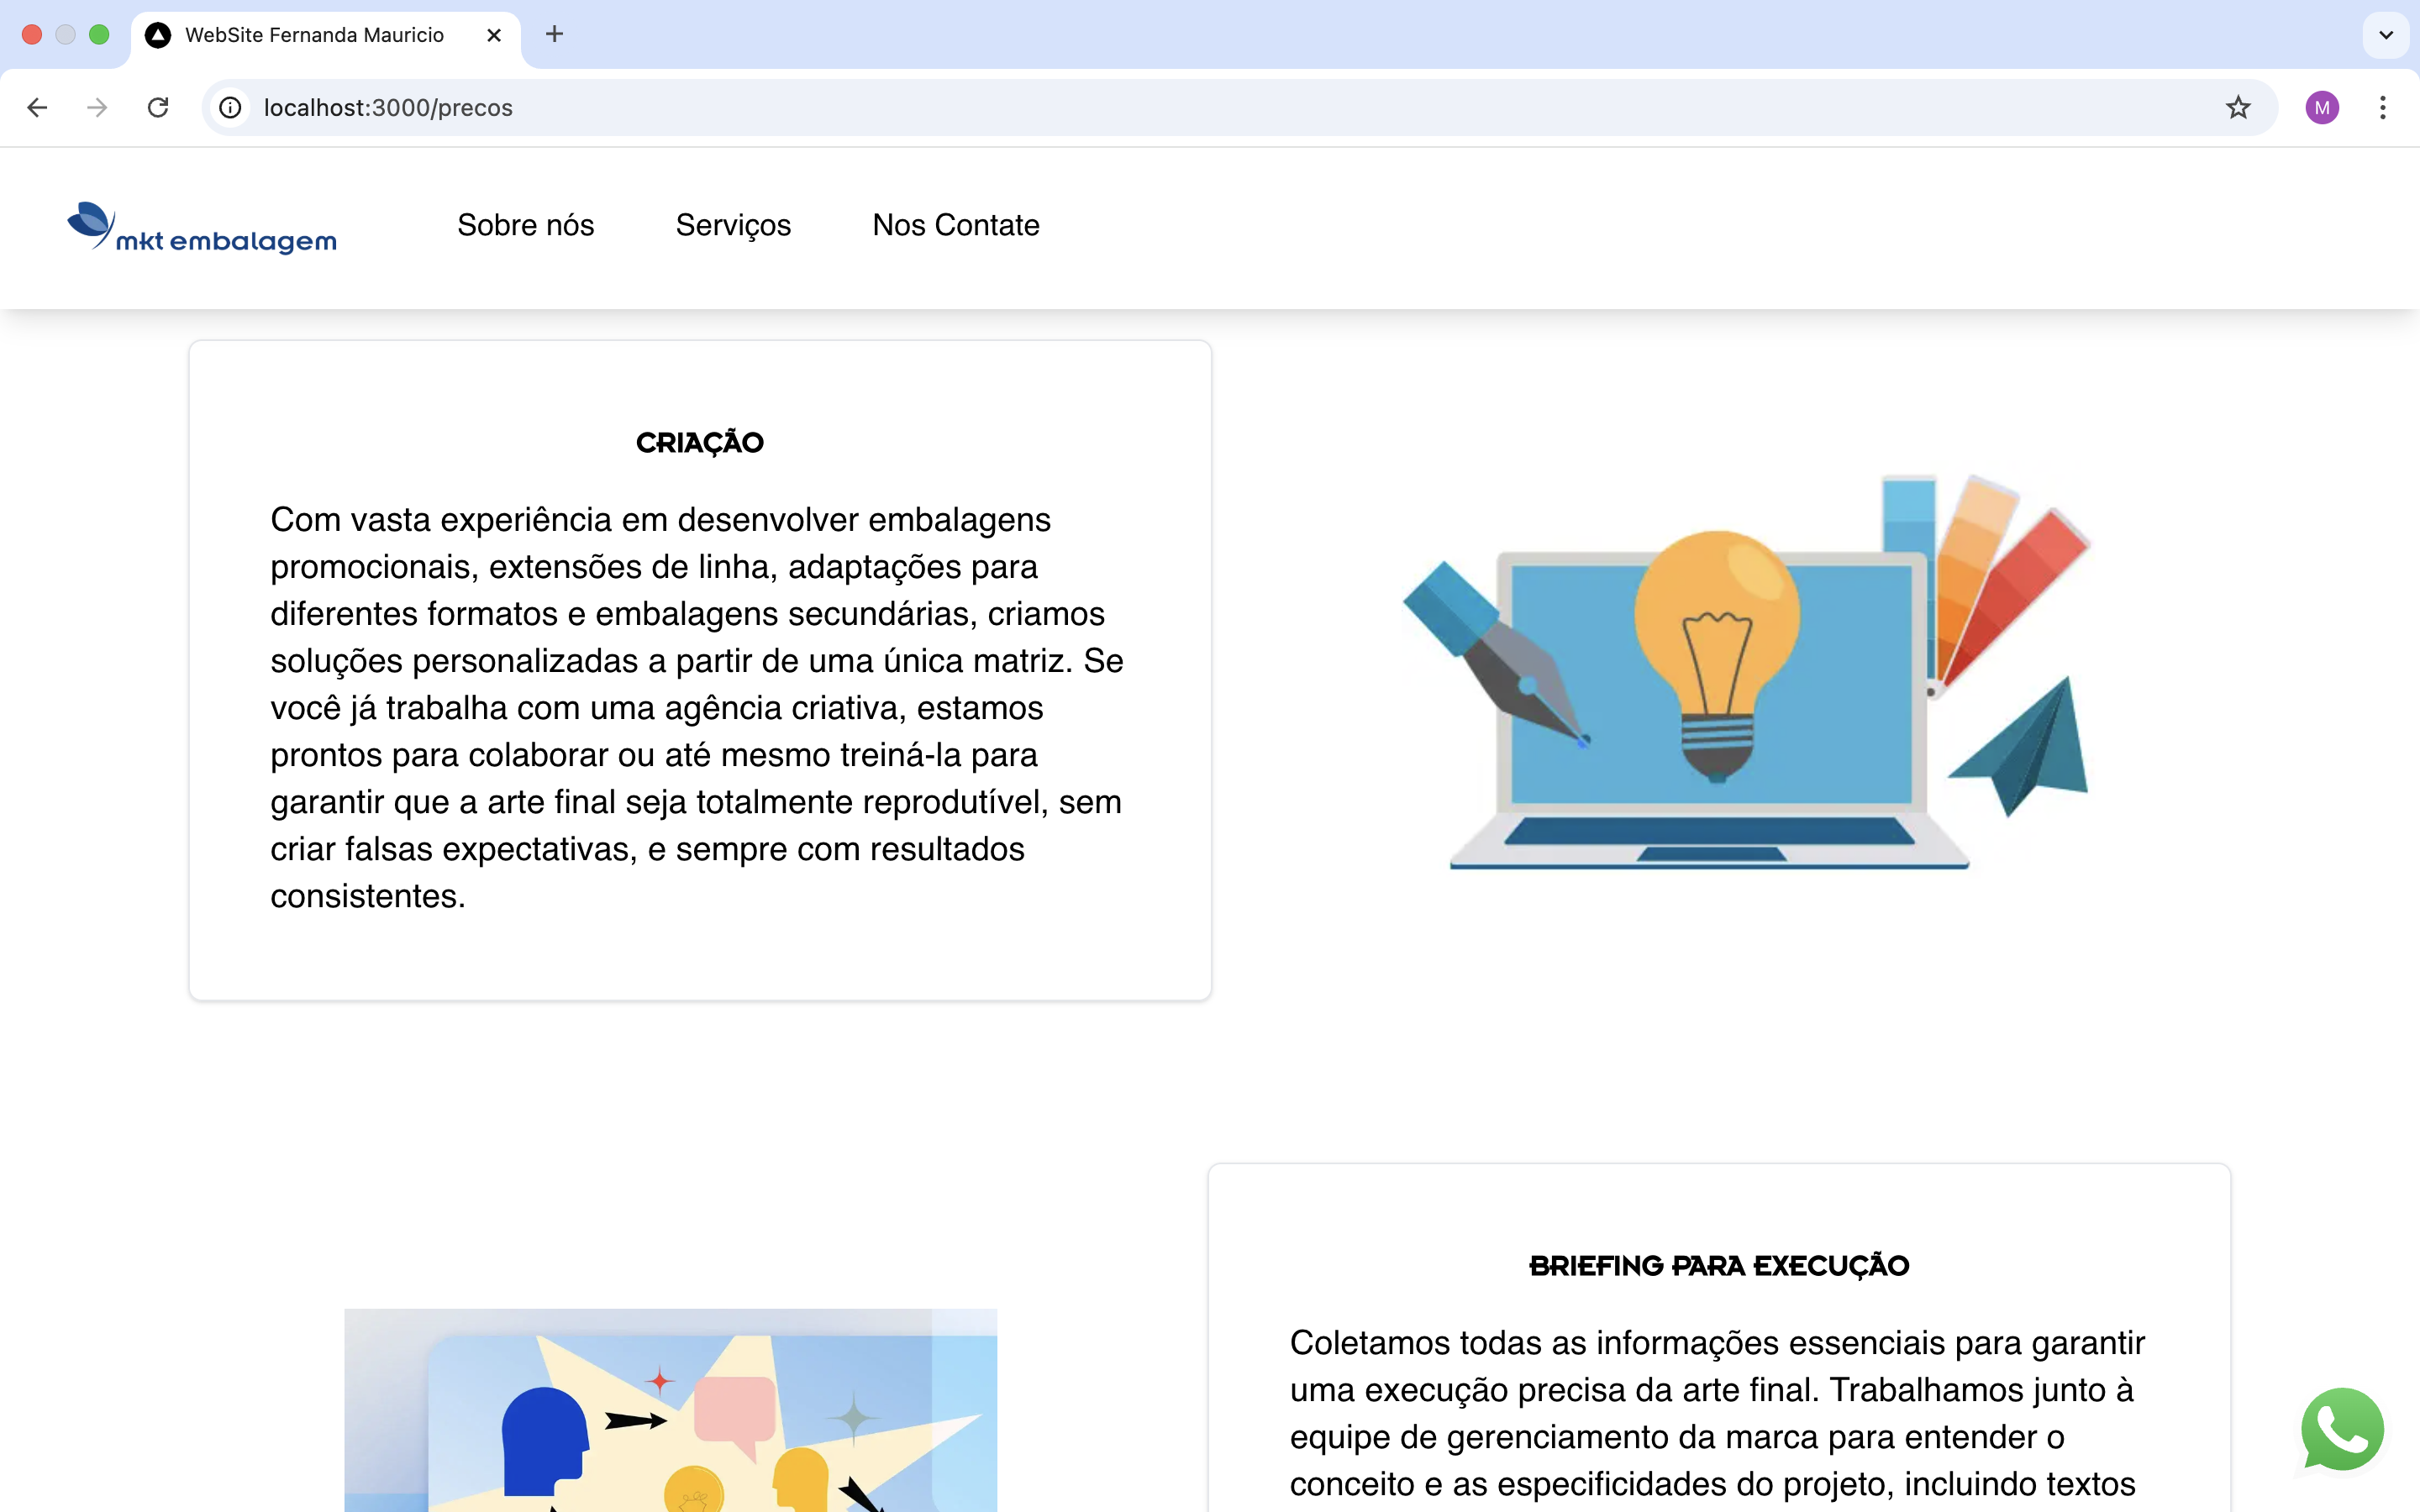 WebSite Fernanda Mauricio
localhost:3000/precos
M
mkt embalagem
Sobre nós
Serviços
Nos Contate
CRIAÇÃO
Com vasta experiência em desenvolver embalagens
promocionais, extensões de linha, adaptações para
diferentes formatos e embalagens secundárias, criamos
soluções personalizadas a partir de uma única matriz. Se
você já trabalha com uma agência criativa, estamos
prontos para colaborar ou até mesmo treiná-la para
garantir que a arte final seja totalmente reprodutível, sem
criar falsas expectativas, e sempre com resultados
consistentes.
BRIEFING PARA EXECUÇÃO
Coletamos todas as informações essenciais para garantir
uma execução precisa da arte final. Trabalhamos junto à
equipe de gerenciamento da marca para entender o
conceito e as especificidades do projeto, incluindo textos